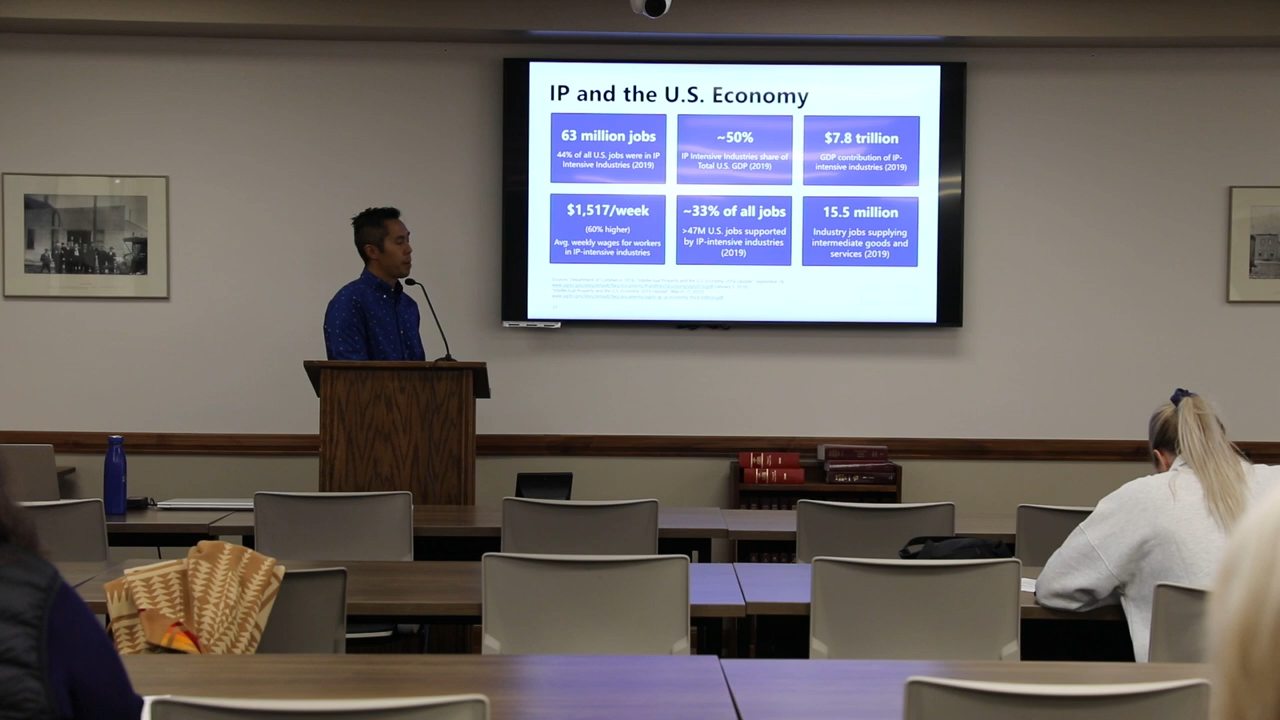 IP and the U.S. Economy
63 million jobs
44% of all U.S. jobs were in IP
Intensive Industries (2019)
~50%
IP Intensive Industries share of
Total U.S. GDP (2019)
$7.8 trillion
GDP contribution of IP-
intensive industries (2019)
$1,517/week
(60% higher)
Avg. weekly wages for workers
in IP-intensive industries
~33% of all jobs
>47M U.S. jobs supported
by IP-intensive industries
(2019)
15.5 million
Industry jobs supplying
intermediate goods and
services (2019)